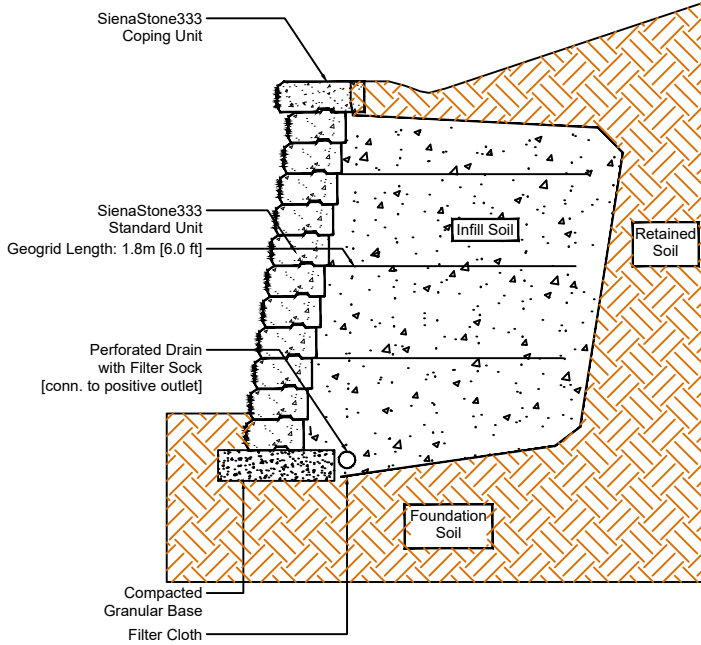 SienaStone333
Coping Unit
SienaStone333
Standard Unit
Geogrid Length: 1.8m [6.0 ft]
Infill Soil
Retained
Soil
Perforated Drain
with Filter Sock
[conn. to positive outlet]
Foundation
Soil
Compacted
Granular Base
Filter Cloth